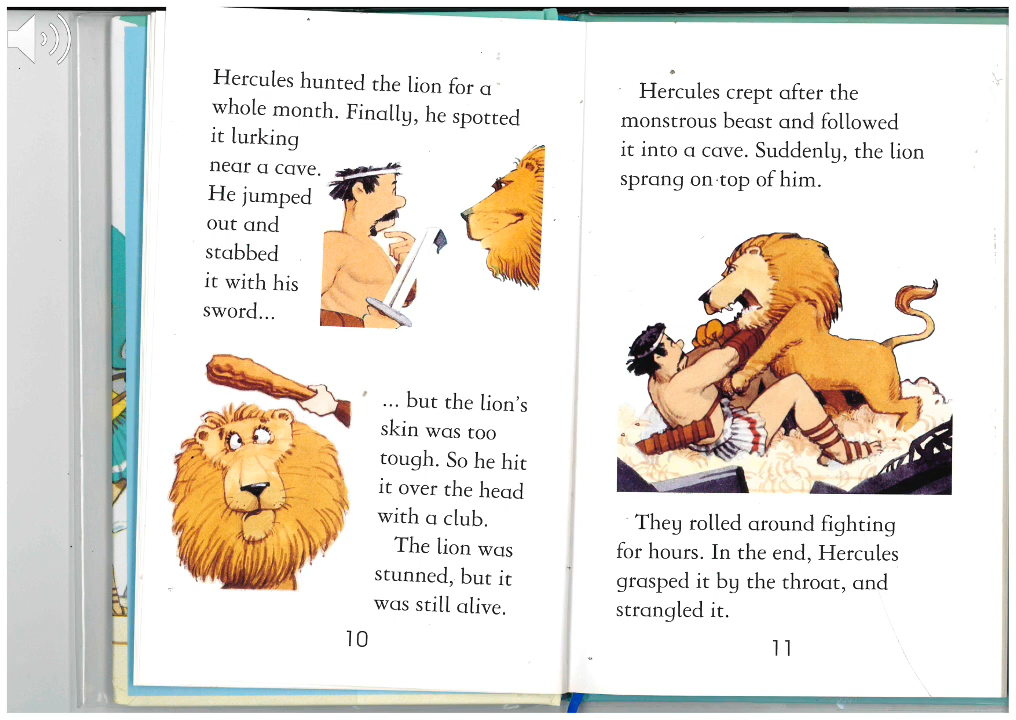 Hercules hunted the lion for a
whole month. Finally, he spotted
it lurking
near a cave.
He jumped
out and
stabbed
it with his
sword...
... but the lion's
skin was too
tough. So he hit
it over the head
with a club.
The lion was
stunned, but it
was still alive.
10
Hercules crept after the
monstrous beast and followed
it into a cave. Suddenly, the lion
sprang on top of him.
They rolled around fighting
for hours. In the end, Hercules
grasped it by the throat, and
strangled it.
11